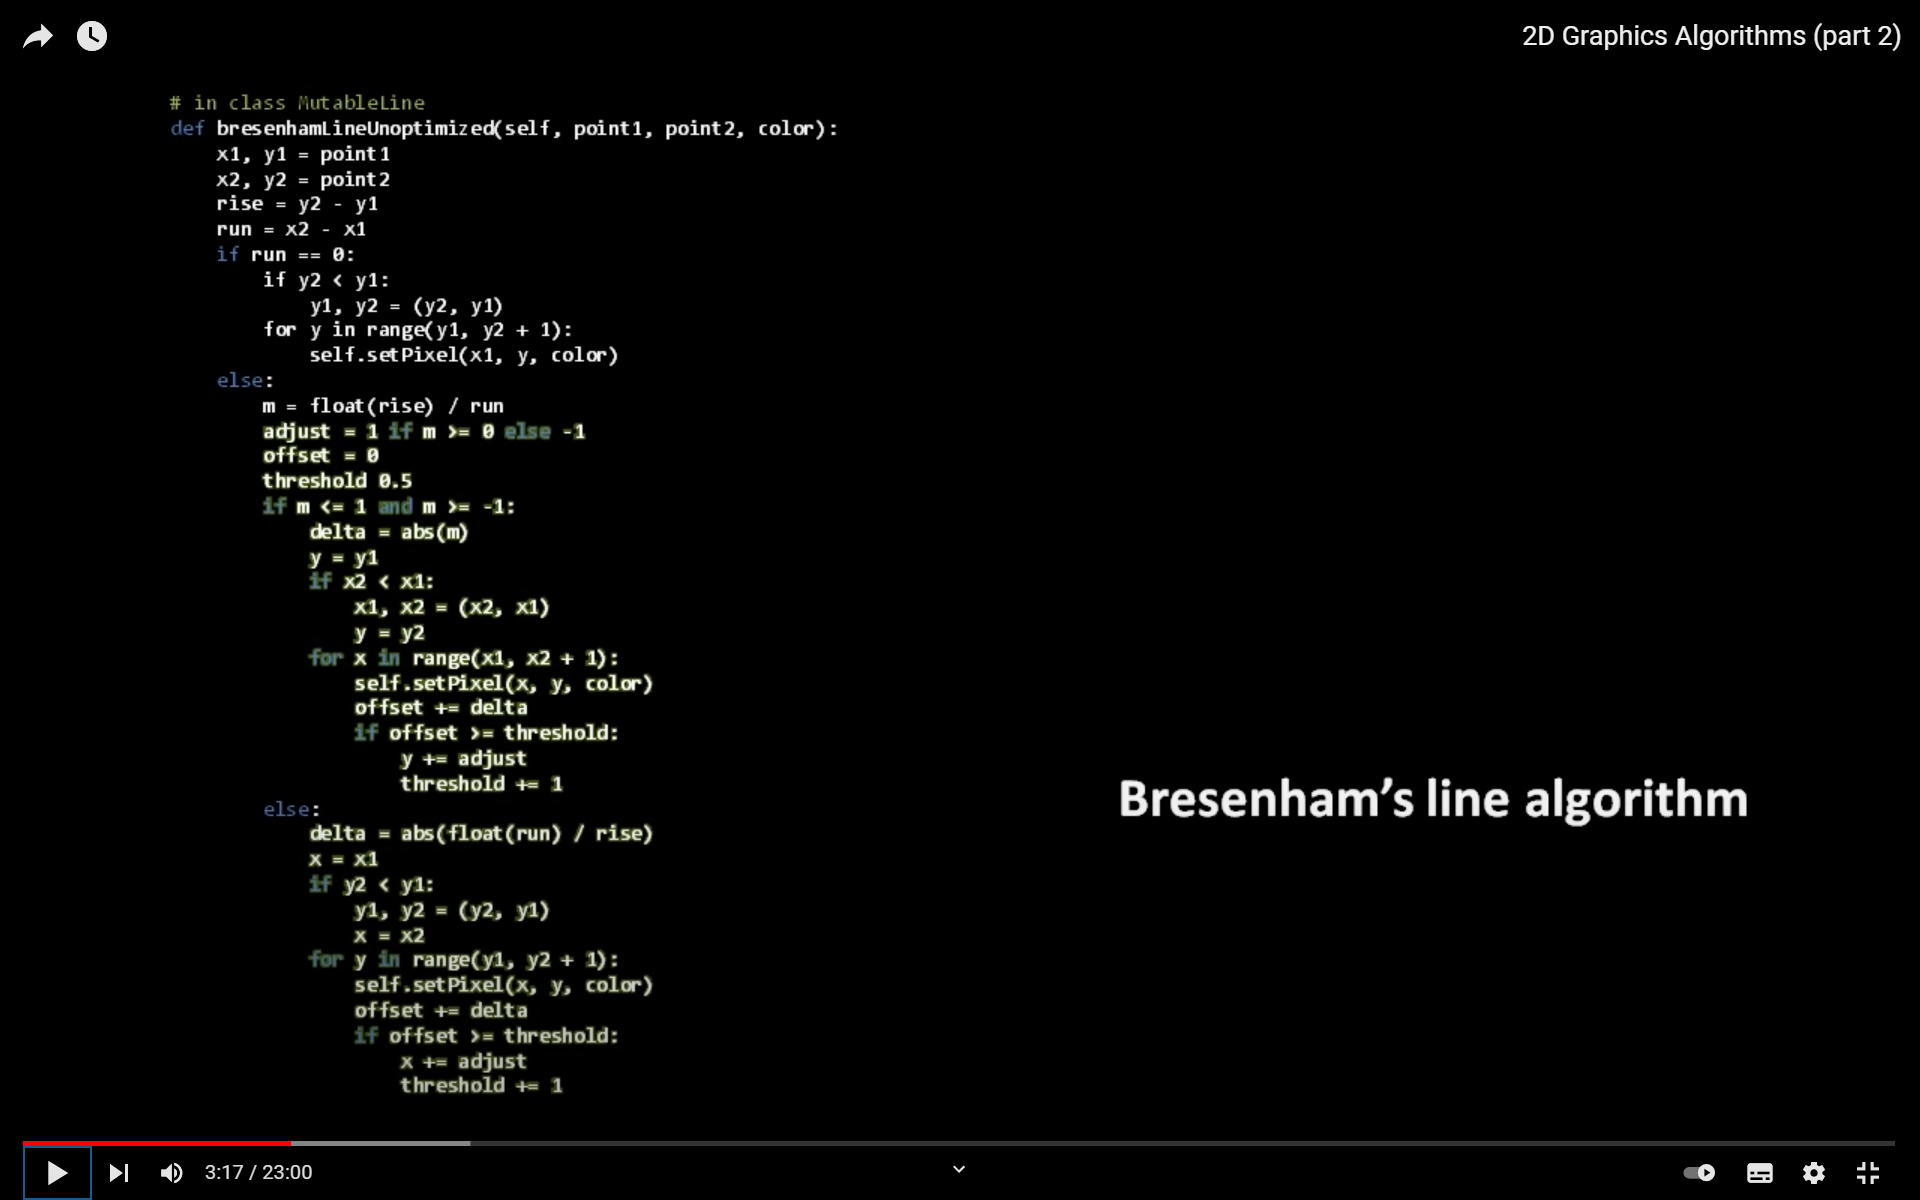 2D Graphics Algorithms (part 2)
# in class MutableLine
def bresenhamLineUnoptimized(self, point1, point2, color):
    x1, y1 = point1
    x2, y2 = point2
    rise = y2 - y1
    run = x2 - x1
    if run == 0:
        if y2 < y1:
            y1, y2 = (y2, y1)
        for y in range(y1, y2 + 1):
            self.setPixel(x1, y, color)
    else:
        m = float(rise) / run
        adjust = 1 if m >= 0 else -1
        offset = 0
        threshold 0.5
        if m <= 1 and m >= -1:
            delta = abs(m)
            y = y1
            if x2 < x1:
                x1, x2 = (x2, x1)
                y = y2
            for x in range(x1, x2 + 1):
                self.setPixel(x, y, color)
                offset += delta
                if offset >= threshold:
                    y += adjust
                    threshold += 1
        else:
            delta = abs(float(run) / rise)
            x = x1
            if y2 < y1:
                y1, y2 = (y2, y1)
                x = x2
            for y in range(y1, y2 + 1):
                self.setPixel(x, y, color)
                offset += delta
                if offset >= threshold:
                    x += adjust
                    threshold += 1
Bresenham’s line algorithm
3:17 / 23:00